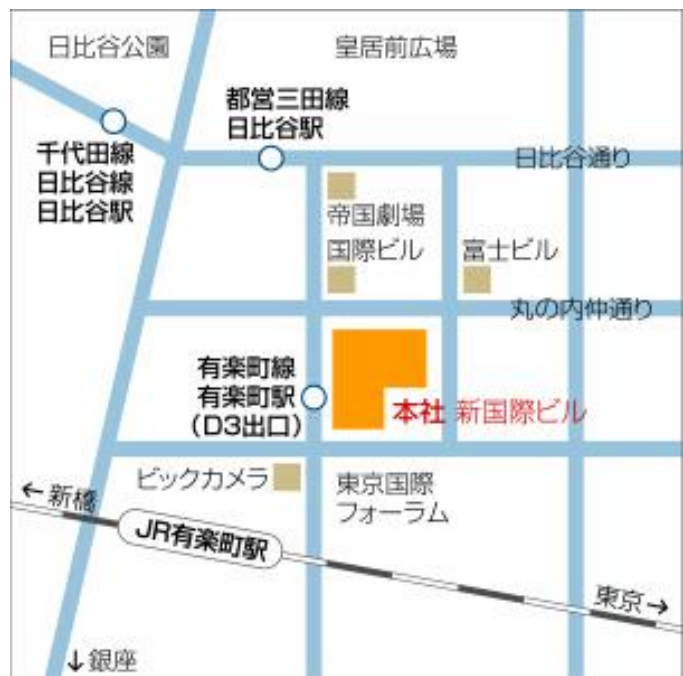 日比谷公園
皇居前広場
都営三田線
日比谷駅
千代田線
日比谷線
日比谷駅
日比谷通り
帝国劇場
国際ビル
富士ビル
丸の内仲通り
有楽町線
有楽町駅
(D3出口)
本社 新国際ビル
ビックカメラ
東京国際
フォーラム
←新橋
JR有楽町駅
東京→
↓銀座